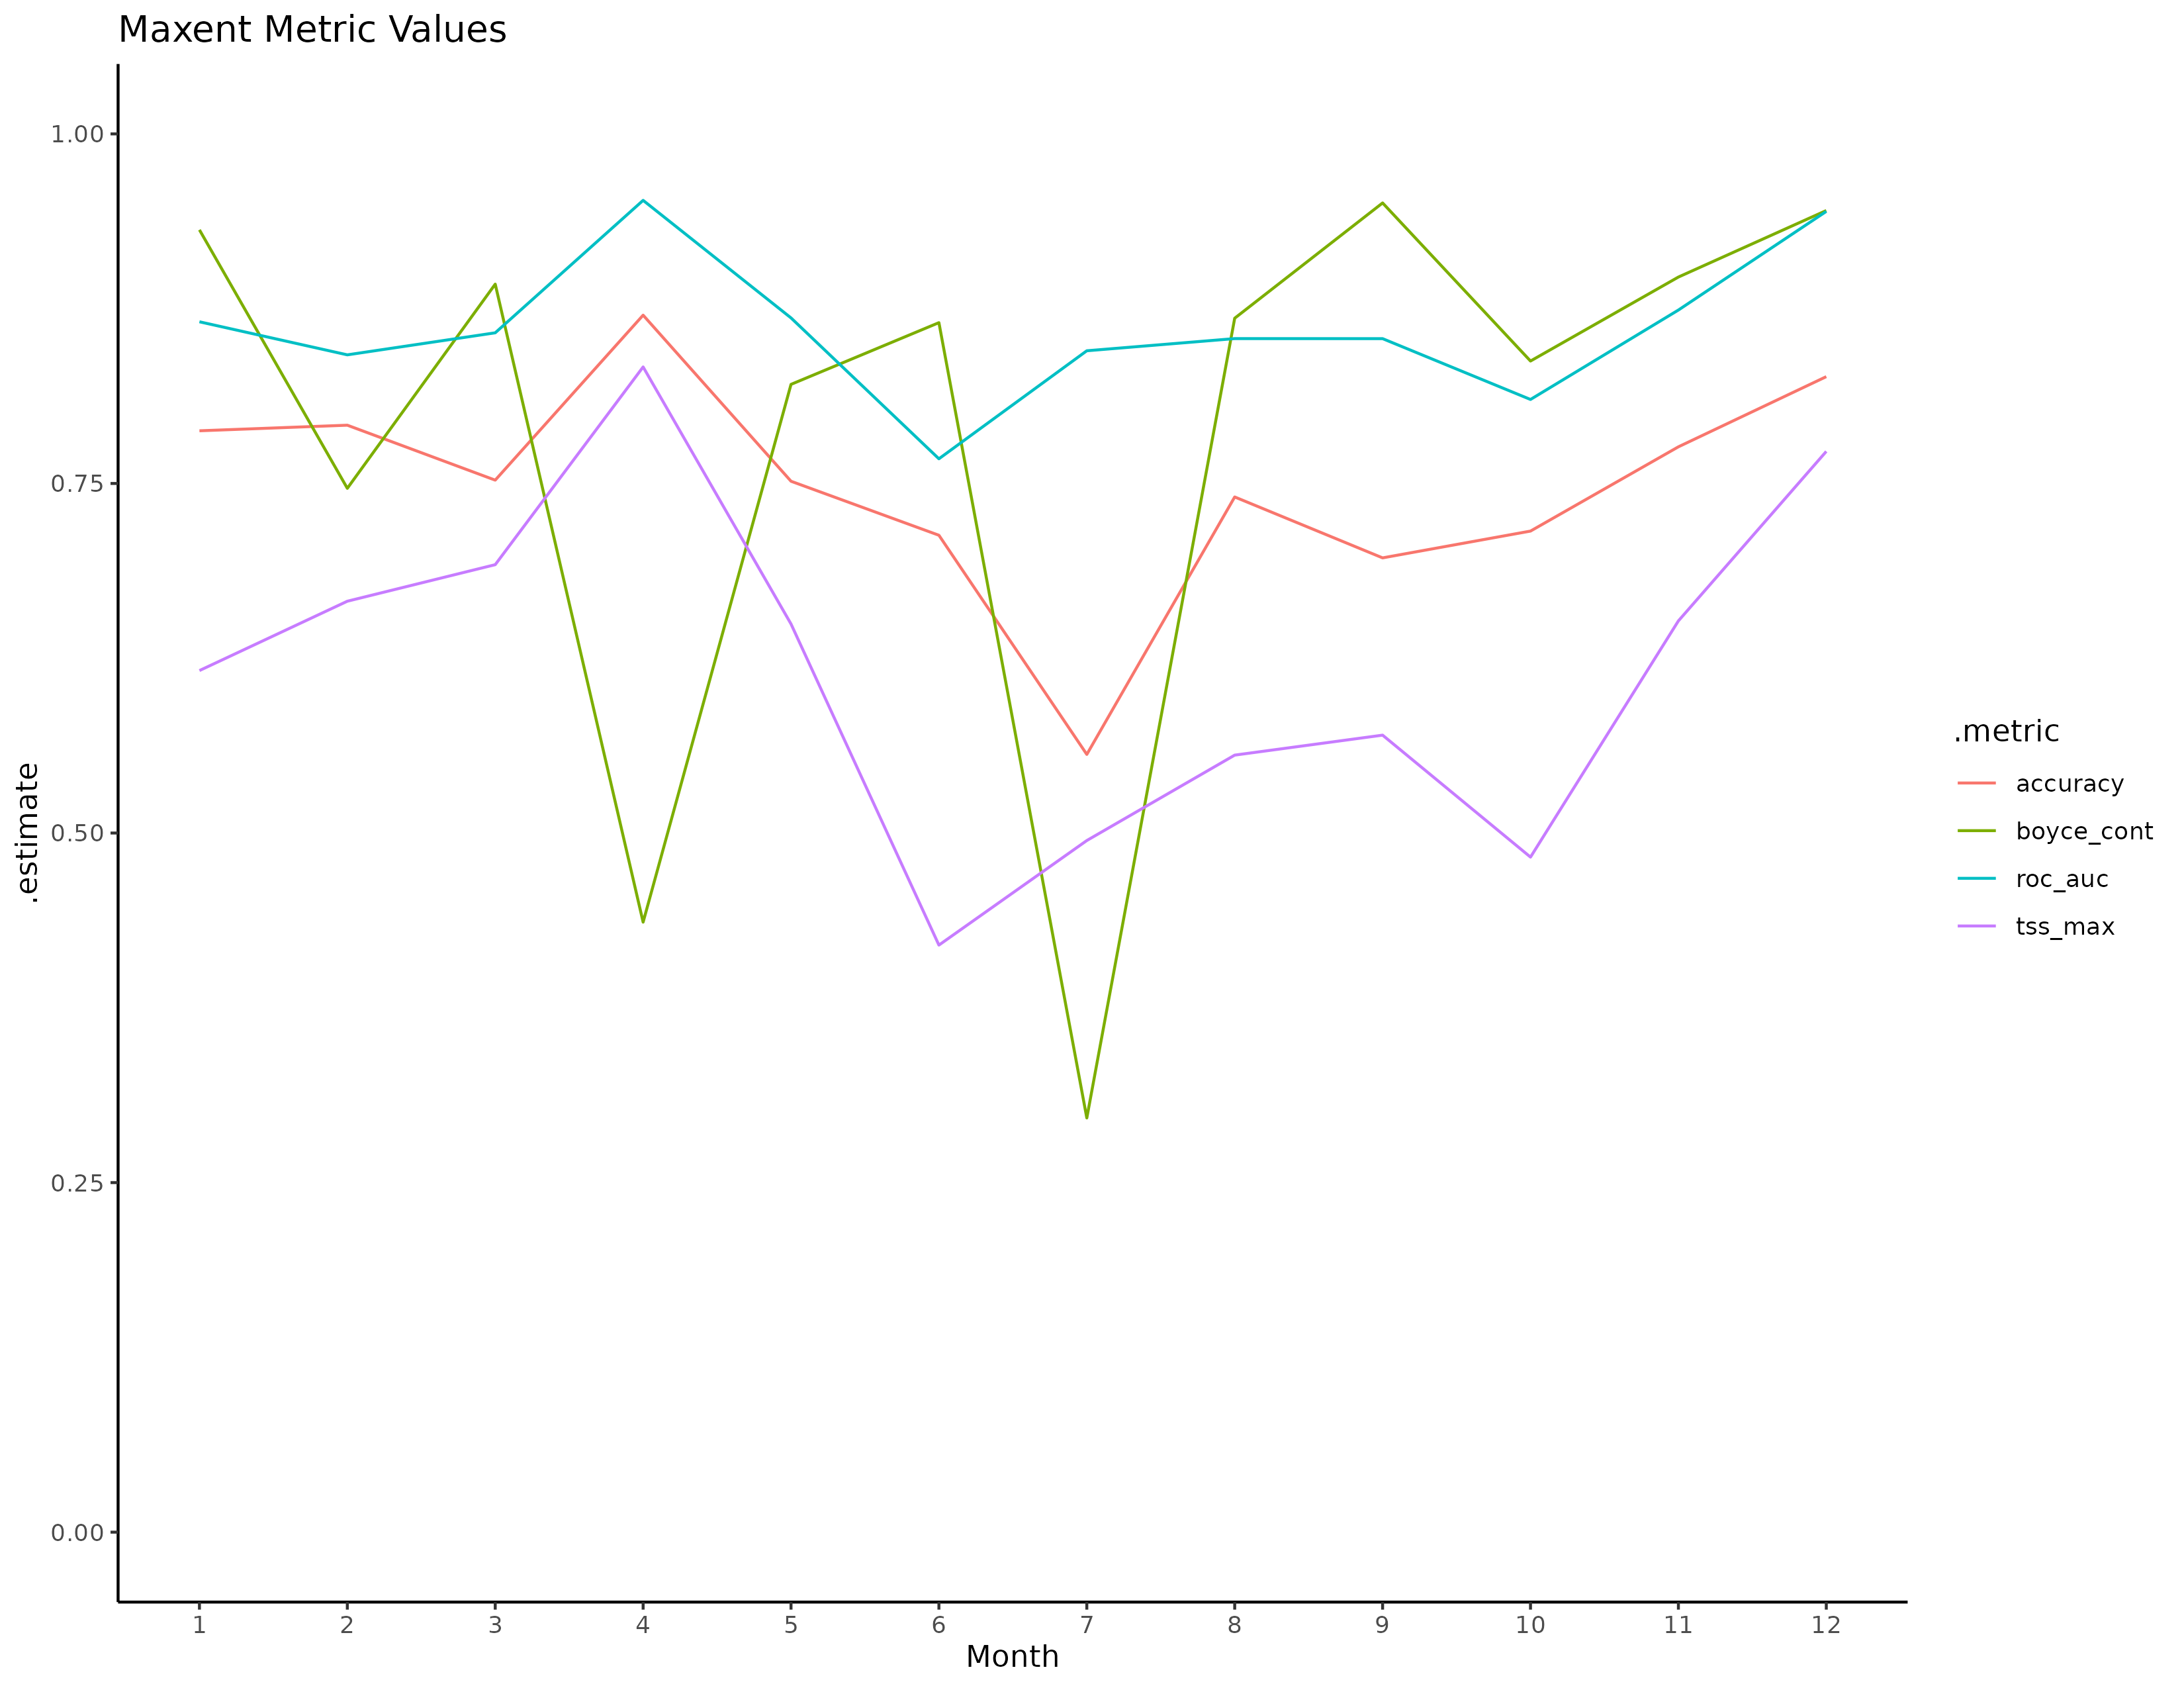 Maxent Metric Values
1.00
0.75
0.50
0.25
0.00
.estimate
1 2 3 4 5 6 7 8 9 10 11 12
Month
.metric
accuracy
boyce_cont
roc_auc
tss_max